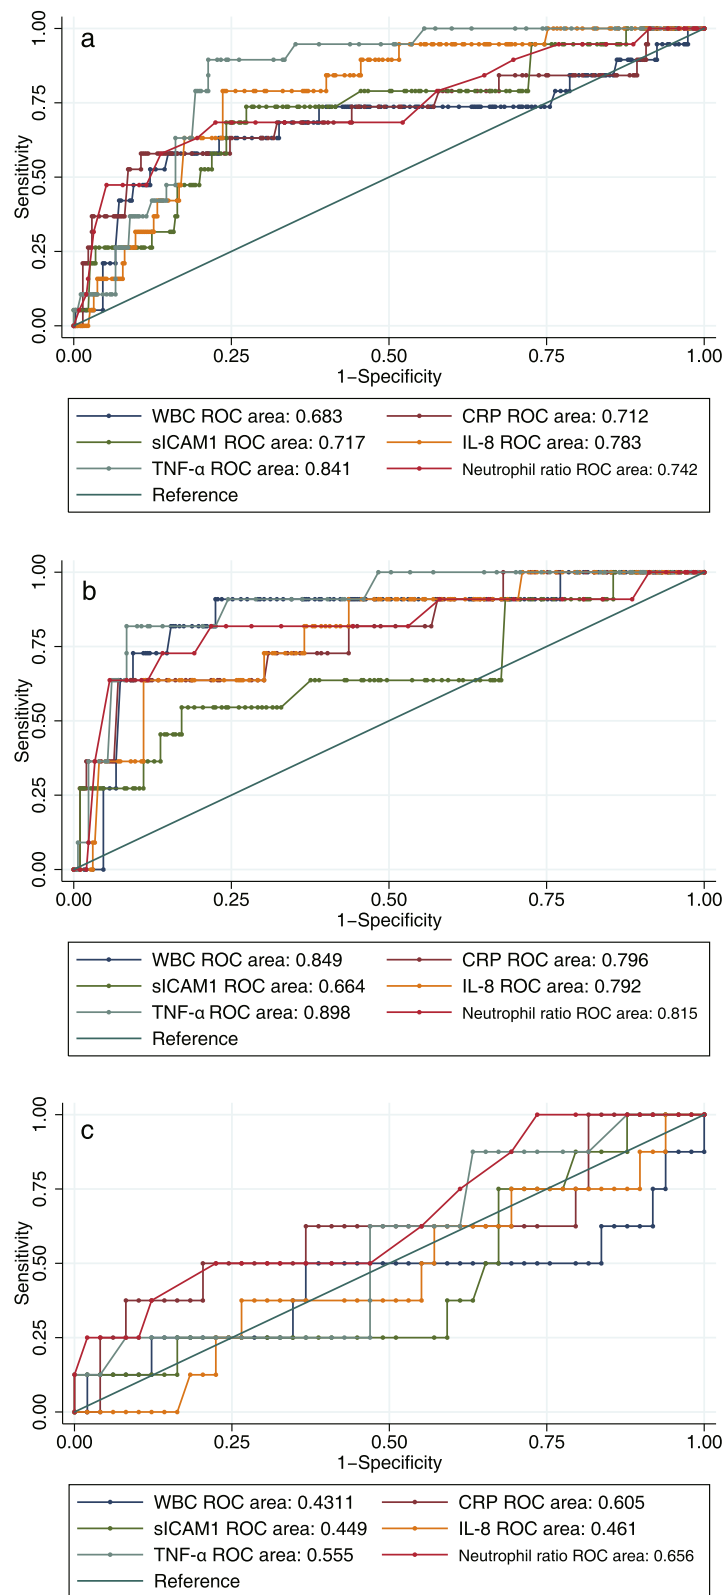 a
1.00
0.75
0.50
0.25
0.00
Sensitivity
0.00 0.25 0.50 0.75 1.00
1−Specificity
WBC ROC area: 0.683 CRP ROC area: 0.712
sICAM1 ROC area: 0.717 IL-8 ROC area: 0.783
TNF-α ROC area: 0.841 Neutrophil ratio ROC area: 0.742
Reference
b
1.00
0.75
0.50
0.25
0.00
Sensitivity
0.00 0.25 0.50 0.75 1.00
1−Specificity
WBC ROC area: 0.849 CRP ROC area: 0.796
sICAM1 ROC area: 0.664 IL-8 ROC area: 0.792
TNF-α ROC area: 0.898 Neutrophil ratio ROC area: 0.815
Reference
c
1.00
0.75
0.50
0.25
0.00
Sensitivity
0.00 0.25 0.50 0.75 1.00
1−Specificity
WBC ROC area: 0.4311 CRP ROC area: 0.605
sICAM1 ROC area: 0.449 IL-8 ROC area: 0.461
TNF-α ROC area: 0.555 Neutrophil ratio ROC area: 0.656
Reference